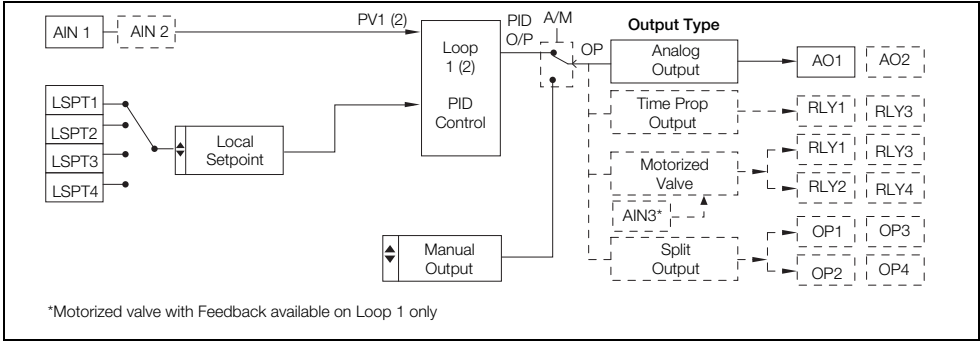 AIN 1
AIN 2
PV1 (2)
PID
O/P
A/M
Output Type
Loop
1 (2)
PID
Control
OP
Analog
Output
AO1
AO2
LSPT1
LSPT2
LSPT3
LSPT4
Local
Setpoint
Time Prop
Output
RLY1
RLY3
Motorized
Valve
RLY1
RLY3
RLY2
RLY4
AIN3*
Manual
Output
Split
Output
OP1
OP3
OP2
OP4
*Motorized valve with Feedback available on Loop 1 only